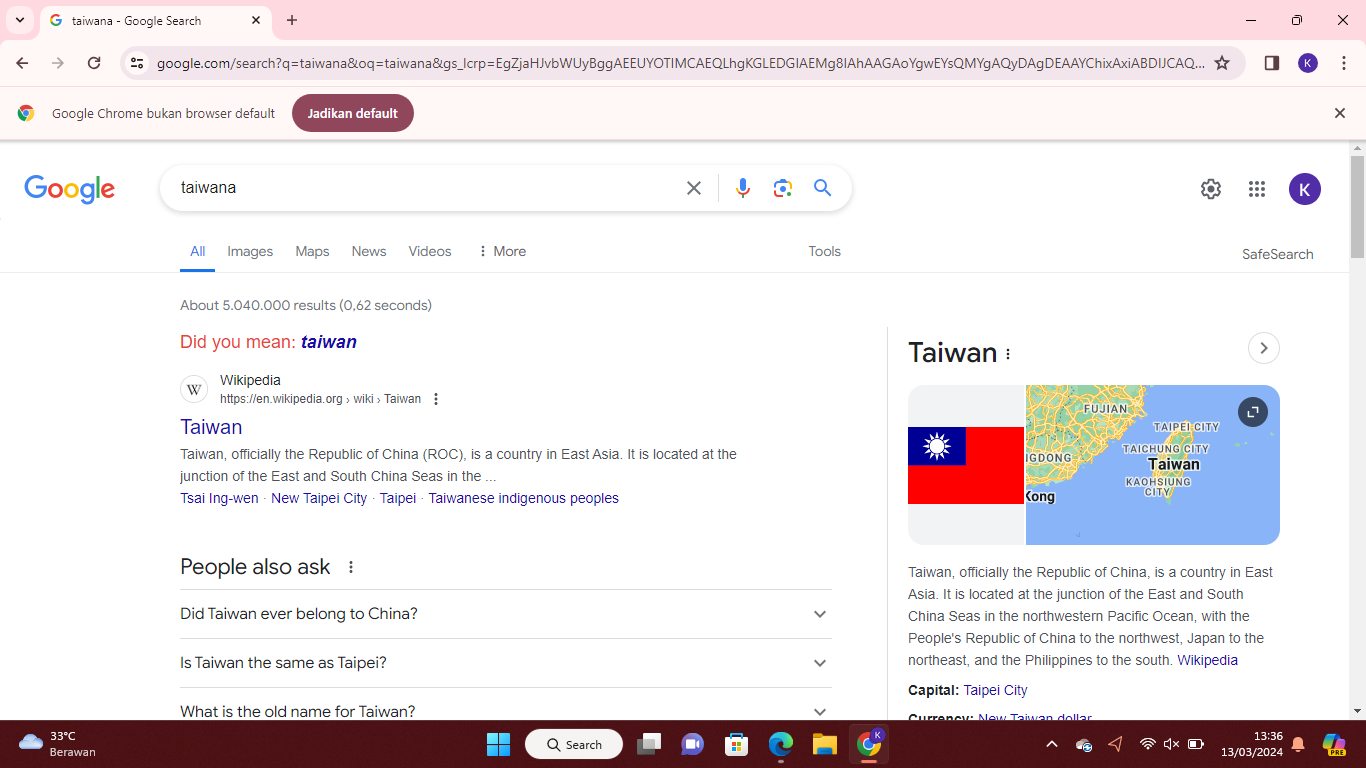 taiwana - Google Search
google.com/search?q=taiwana&oq=taiwana&gs_lcrp=EgZjaHJvbWUyBggAEEUYOTIMCAEQLhgKGLEDGIAEMg8IAhAAGAoYgwEYsQMYgAQyDAgDEAAYChixAxiABDIJCAQ...
K
Google Chrome bukan browser default
Jadikan default
Google
taiwana
K
All
Images
Maps
News
Videos
More
Tools
SafeSearch
About 5.040.000 results (0,62 seconds)
Did you mean: taiwan
W
Wikipedia
https://en.wikipedia.org › wiki › Taiwan
Taiwan
Taiwan, officially the Republic of China (ROC), is a country in East Asia. It is located at the
junction of the East and South China Seas in the ...
Tsai Ing-wen · New Taipei City · Taipei · Taiwanese indigenous peoples
People also ask
Did Taiwan ever belong to China?
Is Taiwan the same as Taipei?
What is the old name for Taiwan?
Taiwan
FUJIAN
TAIPEI CITY
TAICHUNG CITY
NGDONG
Taiwan
KAOHSIUNG
CITY
Kong
Taiwan, officially the Republic of China, is a country in East
Asia. It is located at the junction of the East and South
China Seas in the northwestern Pacific Ocean, with the
People's Republic of China to the northwest, Japan to the
northeast, and the Philippines to the south. Wikipedia
Capital: Taipei City
Currency: New Taiwan dollar
33°C
Berawan
Search
K
13:36
13/03/2024
PRE